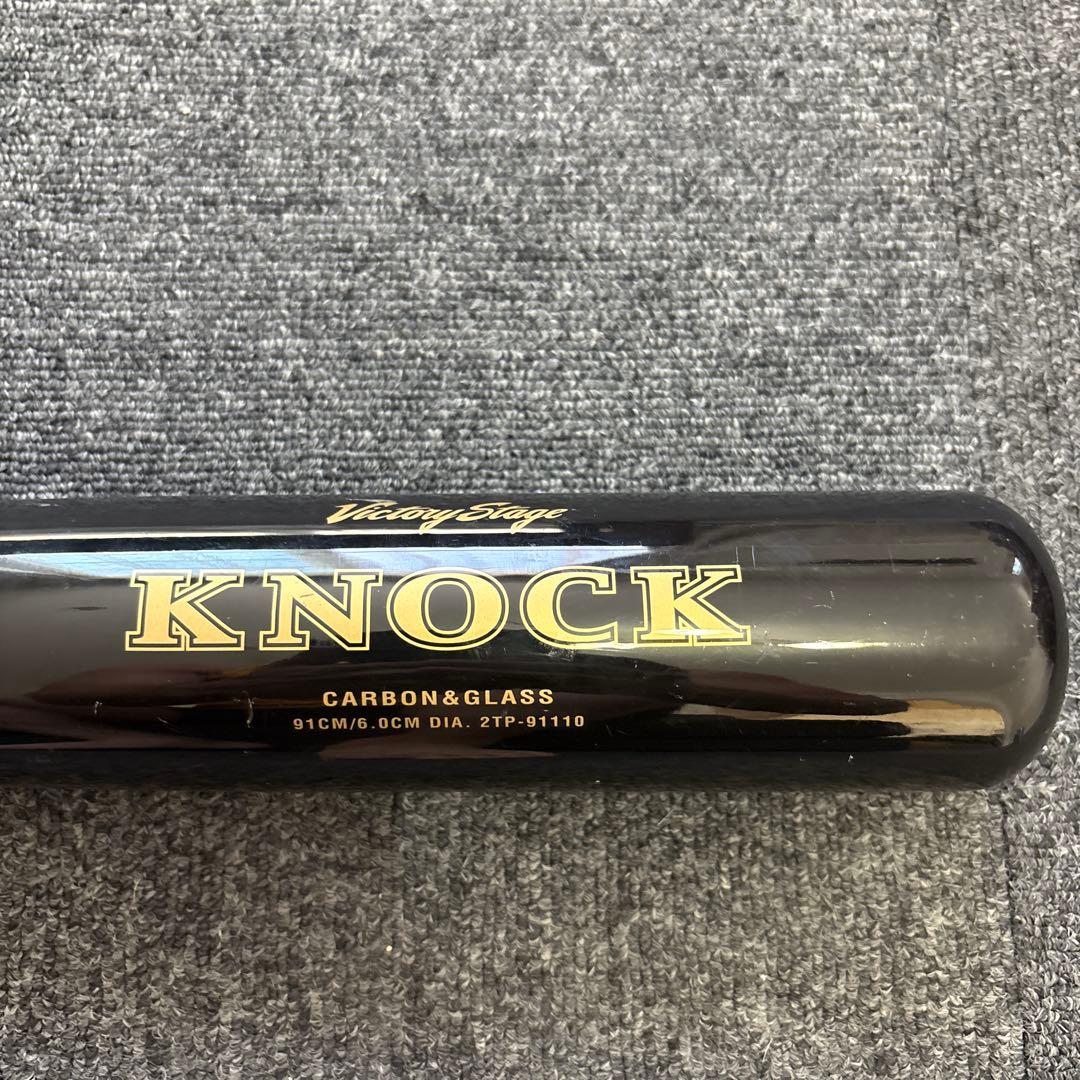 Victory Stage
KNOCK
CARBON&GLASS
91CM/6.0CM DIA. 2TP-91110